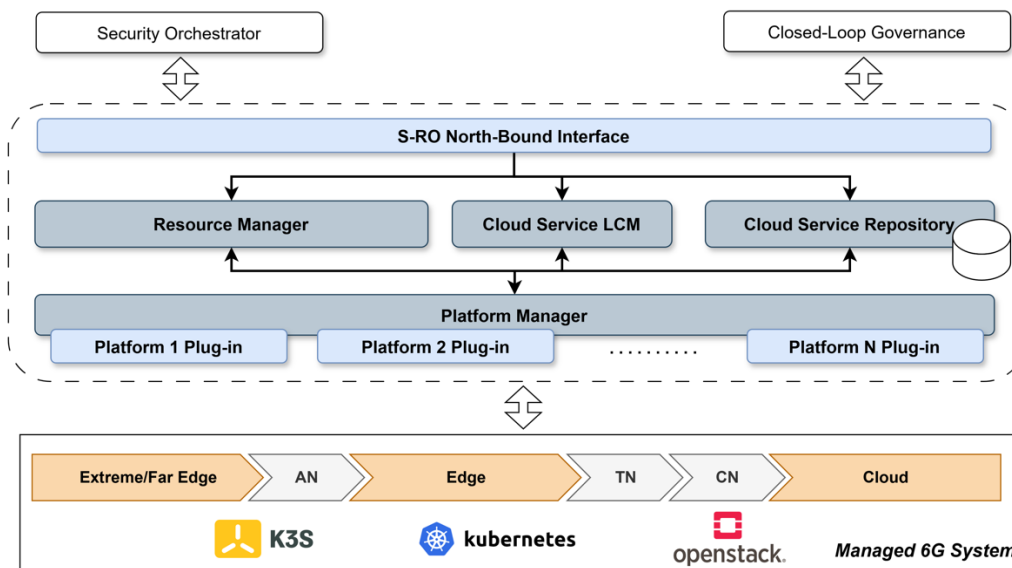 Security Orchestrator
Closed-Loop Governance
S-RO North-Bound Interface
Resource Manager
Cloud Service LCM
Cloud Service Repository
Platform Manager
Platform 1 Plug-in
Platform 2 Plug-in
..........
Platform N Plug-in
Extreme/Far Edge
AN
Edge
TN
CN
Cloud
K3S
kubernetes
openstack.
Managed 6G System